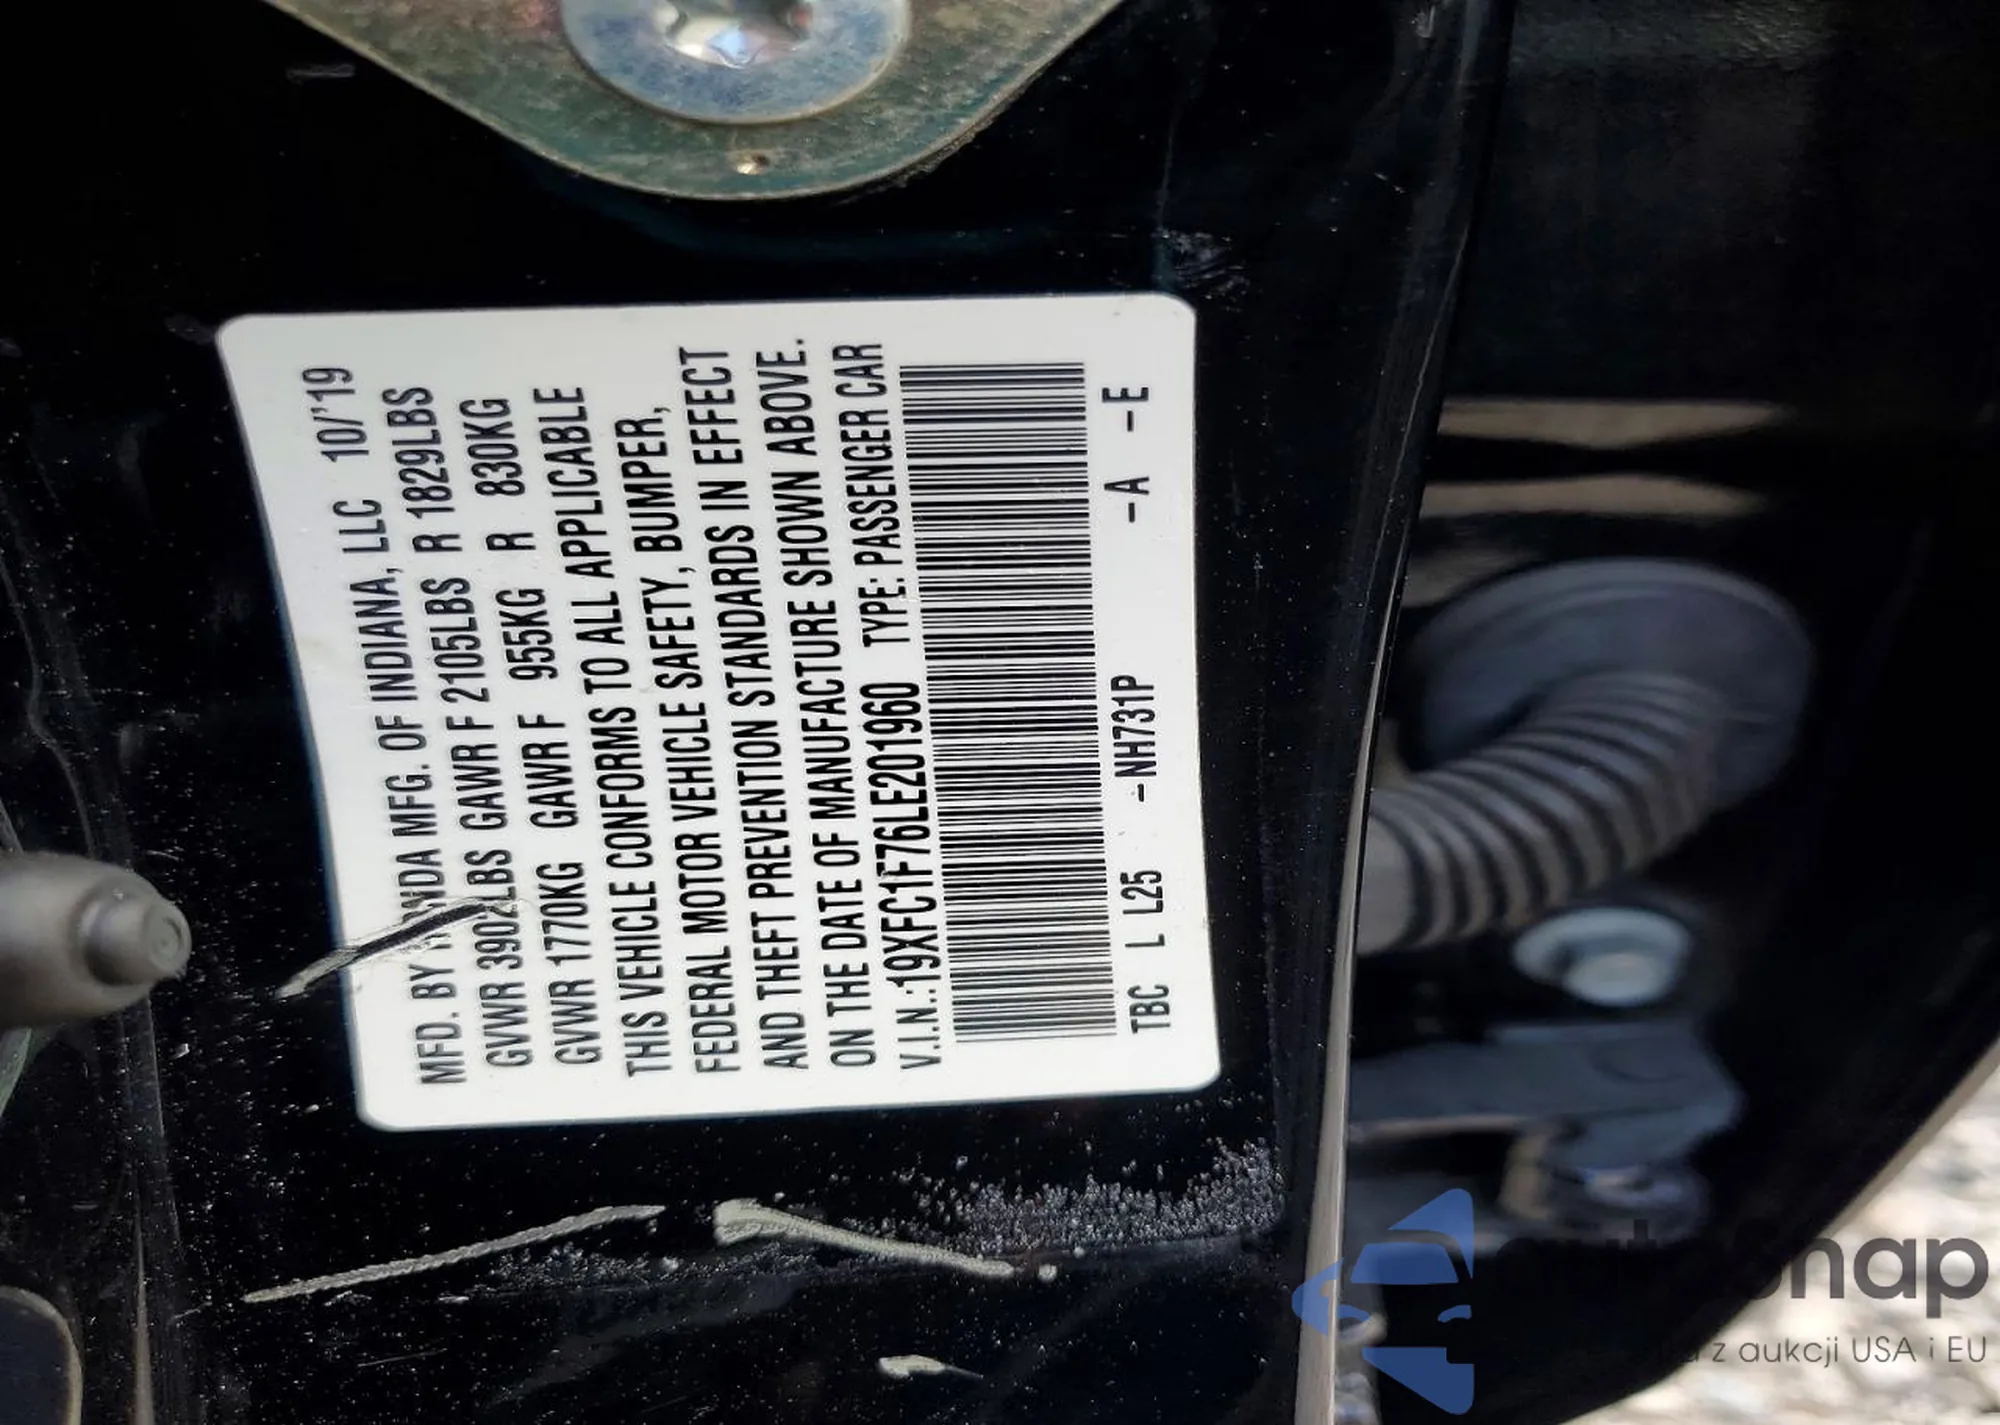 MFD. BY HONDA MFG. OF INDIANA, LLC 10/'19
GVWR 3902LBS GAWR F 2105LBS R 1829LBS
GVWR 1770KG GAWR F 955KG R 830KG
THIS VEHICLE CONFORMS TO ALL APPLICABLE
FEDERAL MOTOR VEHICLE SAFETY, BUMPER,
AND THEFT PREVENTION STANDARDS IN EFFECT
ON THE DATE OF MANUFACTURE SHOWN ABOVE.
V.I.N.:19XFC1F76LE201960 TYPE: PASSENGER CAR
TBC L L25 -NH731P -A -E
autosnap
z aukcji USA i EU